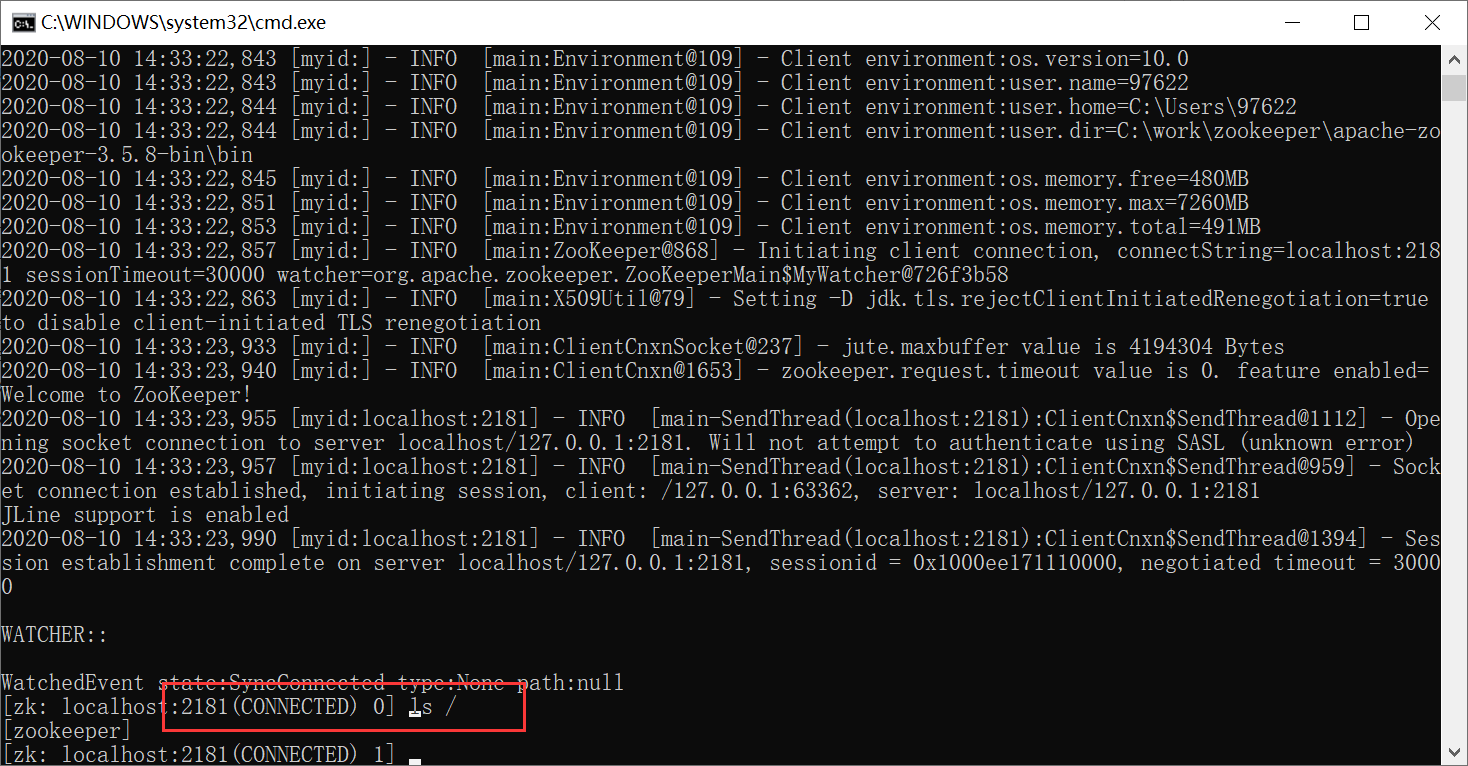 C:\WINDOWS\system32\cmd.exe
2020-08-10 14:33:22,843 [myid:] - INFO  [main:Environment@109] - Client environment:os.version=10.0
2020-08-10 14:33:22,843 [myid:] - INFO  [main:Environment@109] - Client environment:user.name=97622
2020-08-10 14:33:22,844 [myid:] - INFO  [main:Environment@109] - Client environment:user.home=C:\Users\97622
2020-08-10 14:33:22,844 [myid:] - INFO  [main:Environment@109] - Client environment:user.dir=C:\work\zookeeper\apache-zo
okeeper-3.5.8-bin\bin
2020-08-10 14:33:22,845 [myid:] - INFO  [main:Environment@109] - Client environment:os.memory.free=480MB
2020-08-10 14:33:22,851 [myid:] - INFO  [main:Environment@109] - Client environment:os.memory.max=7260MB
2020-08-10 14:33:22,853 [myid:] - INFO  [main:Environment@109] - Client environment:os.memory.total=491MB
2020-08-10 14:33:22,857 [myid:] - INFO  [main:ZooKeeper@868] - Initiating client connection, connectString=localhost:218
1 sessionTimeout=30000 watcher=org.apache.zookeeper.ZooKeeperMain$MyWatcher@726f3b58
2020-08-10 14:33:22,863 [myid:] - INFO  [main:X509Util@79] - Setting -D jdk.tls.rejectClientInitiatedRenegotiation=true
to disable client-initiated TLS renegotiation
2020-08-10 14:33:23,933 [myid:] - INFO  [main:ClientCnxnSocket@237] - jute.maxbuffer value is 4194304 Bytes
2020-08-10 14:33:23,940 [myid:] - INFO  [main:ClientCnxn@1653] - zookeeper.request.timeout value is 0. feature enabled=
Welcome to ZooKeeper!
2020-08-10 14:33:23,955 [myid:localhost:2181] - INFO  [main-SendThread(localhost:2181):ClientCnxn$SendThread@1112] - Ope
ning socket connection to server localhost/127.0.0.1:2181. Will not attempt to authenticate using SASL (unknown error)
2020-08-10 14:33:23,957 [myid:localhost:2181] - INFO  [main-SendThread(localhost:2181):ClientCnxn$SendThread@959] - Sock
et connection established, initiating session, client: /127.0.0.1:63362, server: localhost/127.0.0.1:2181
JLine support is enabled
2020-08-10 14:33:23,990 [myid:localhost:2181] - INFO  [main-SendThread(localhost:2181):ClientCnxn$SendThread@1394] - Ses
sion establishment complete on server localhost/127.0.0.1:2181, sessionid = 0x1000ee171110000, negotiated timeout = 3000
0
WATCHER::
WatchedEvent state:SyncConnected type:None path:null
[zk: localhost:2181(CONNECTED) 0] ls /
[zookeeper]
[zk: localhost:2181(CONNECTED) 1]